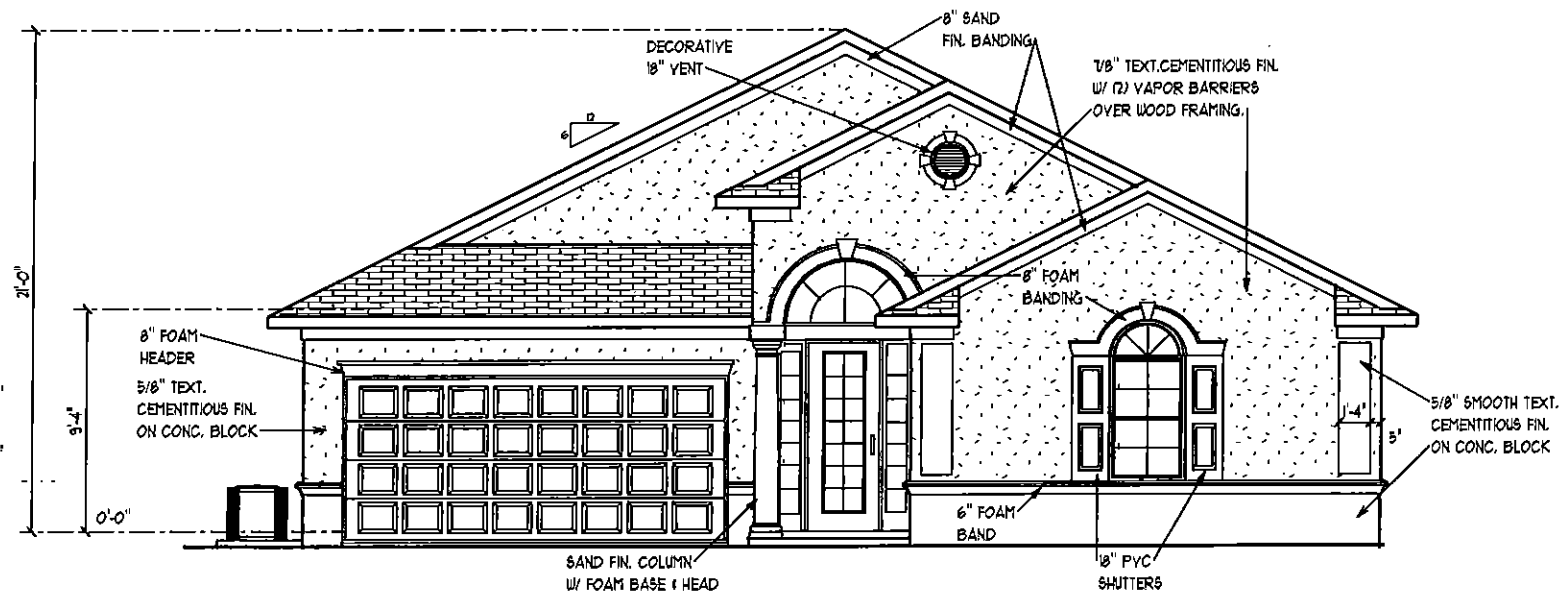 8" SAND
FIN. BANDING
DECORATIVE
18" VENT
7/8" TEXT. CEMENTITIOUS FIN.
W/ (2) VAPOR BARRIERS
OVER WOOD FRAMING.
12
6
21'-0"
9'-4"
0'-0"
8" FOAM
HEADER
5/8" TEXT.
CEMENTITIOUS FIN.
ON CONC. BLOCK
8" FOAM
BANDING
1'-4"
5"
5/8" SMOOTH TEXT.
CEMENTITIOUS FIN.
ON CONC. BLOCK
6" FOAM
BAND
18" PVC
SHUTTERS
SAND FIN. COLUMN
W/ FOAM BASE & HEAD